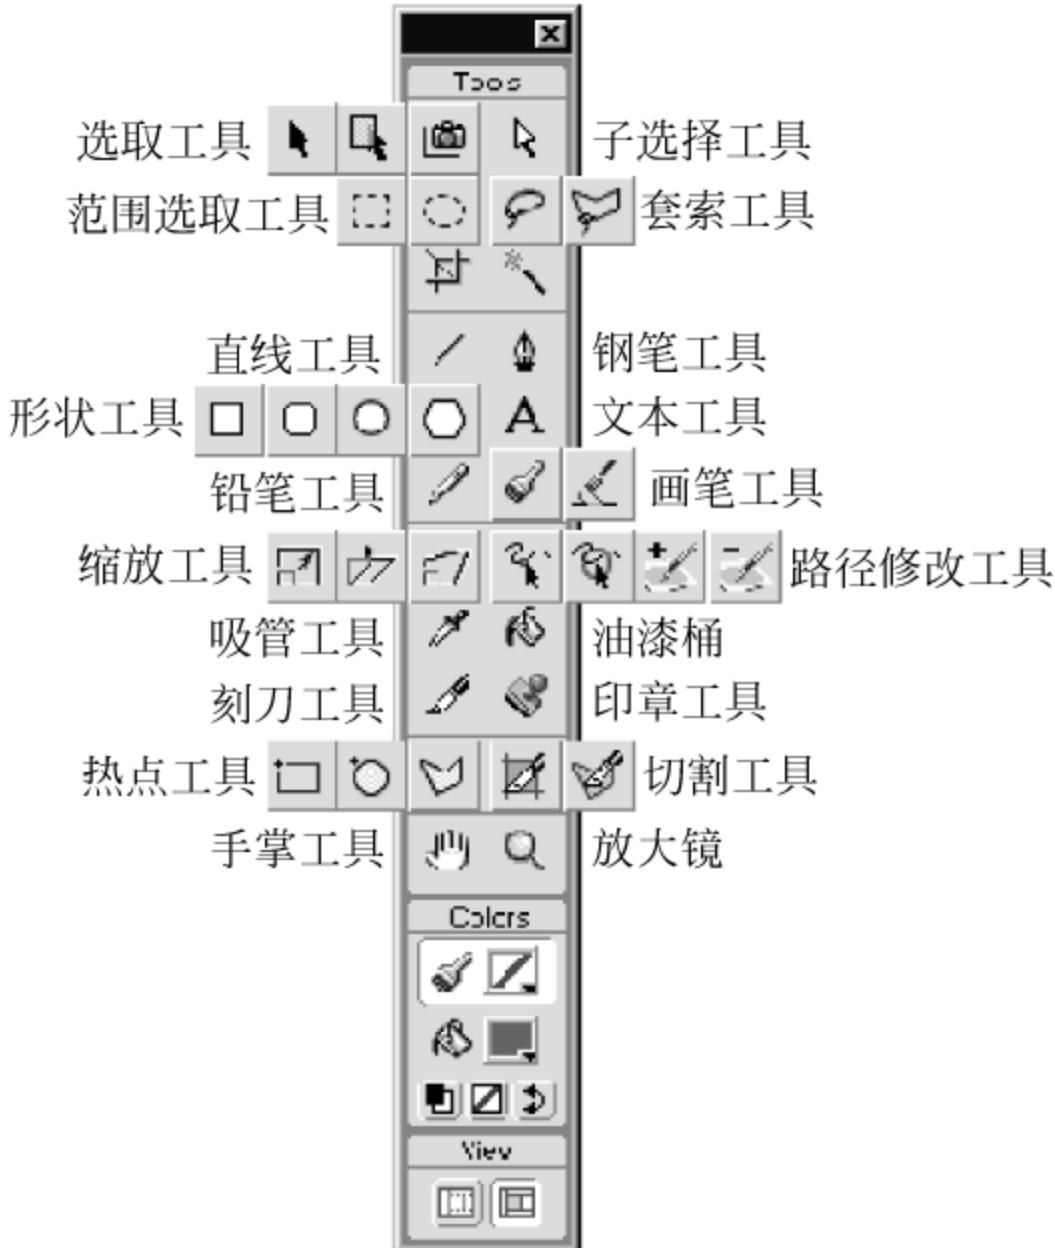 Tools
选取工具
子选择工具
范围选取工具
套索工具
直线工具
钢笔工具
形状工具
A
文本工具
铅笔工具
画笔工具
缩放工具
路径修改工具
吸管工具
油漆桶
刻刀工具
印章工具
热点工具
切割工具
手掌工具
放大镜
Colors
View